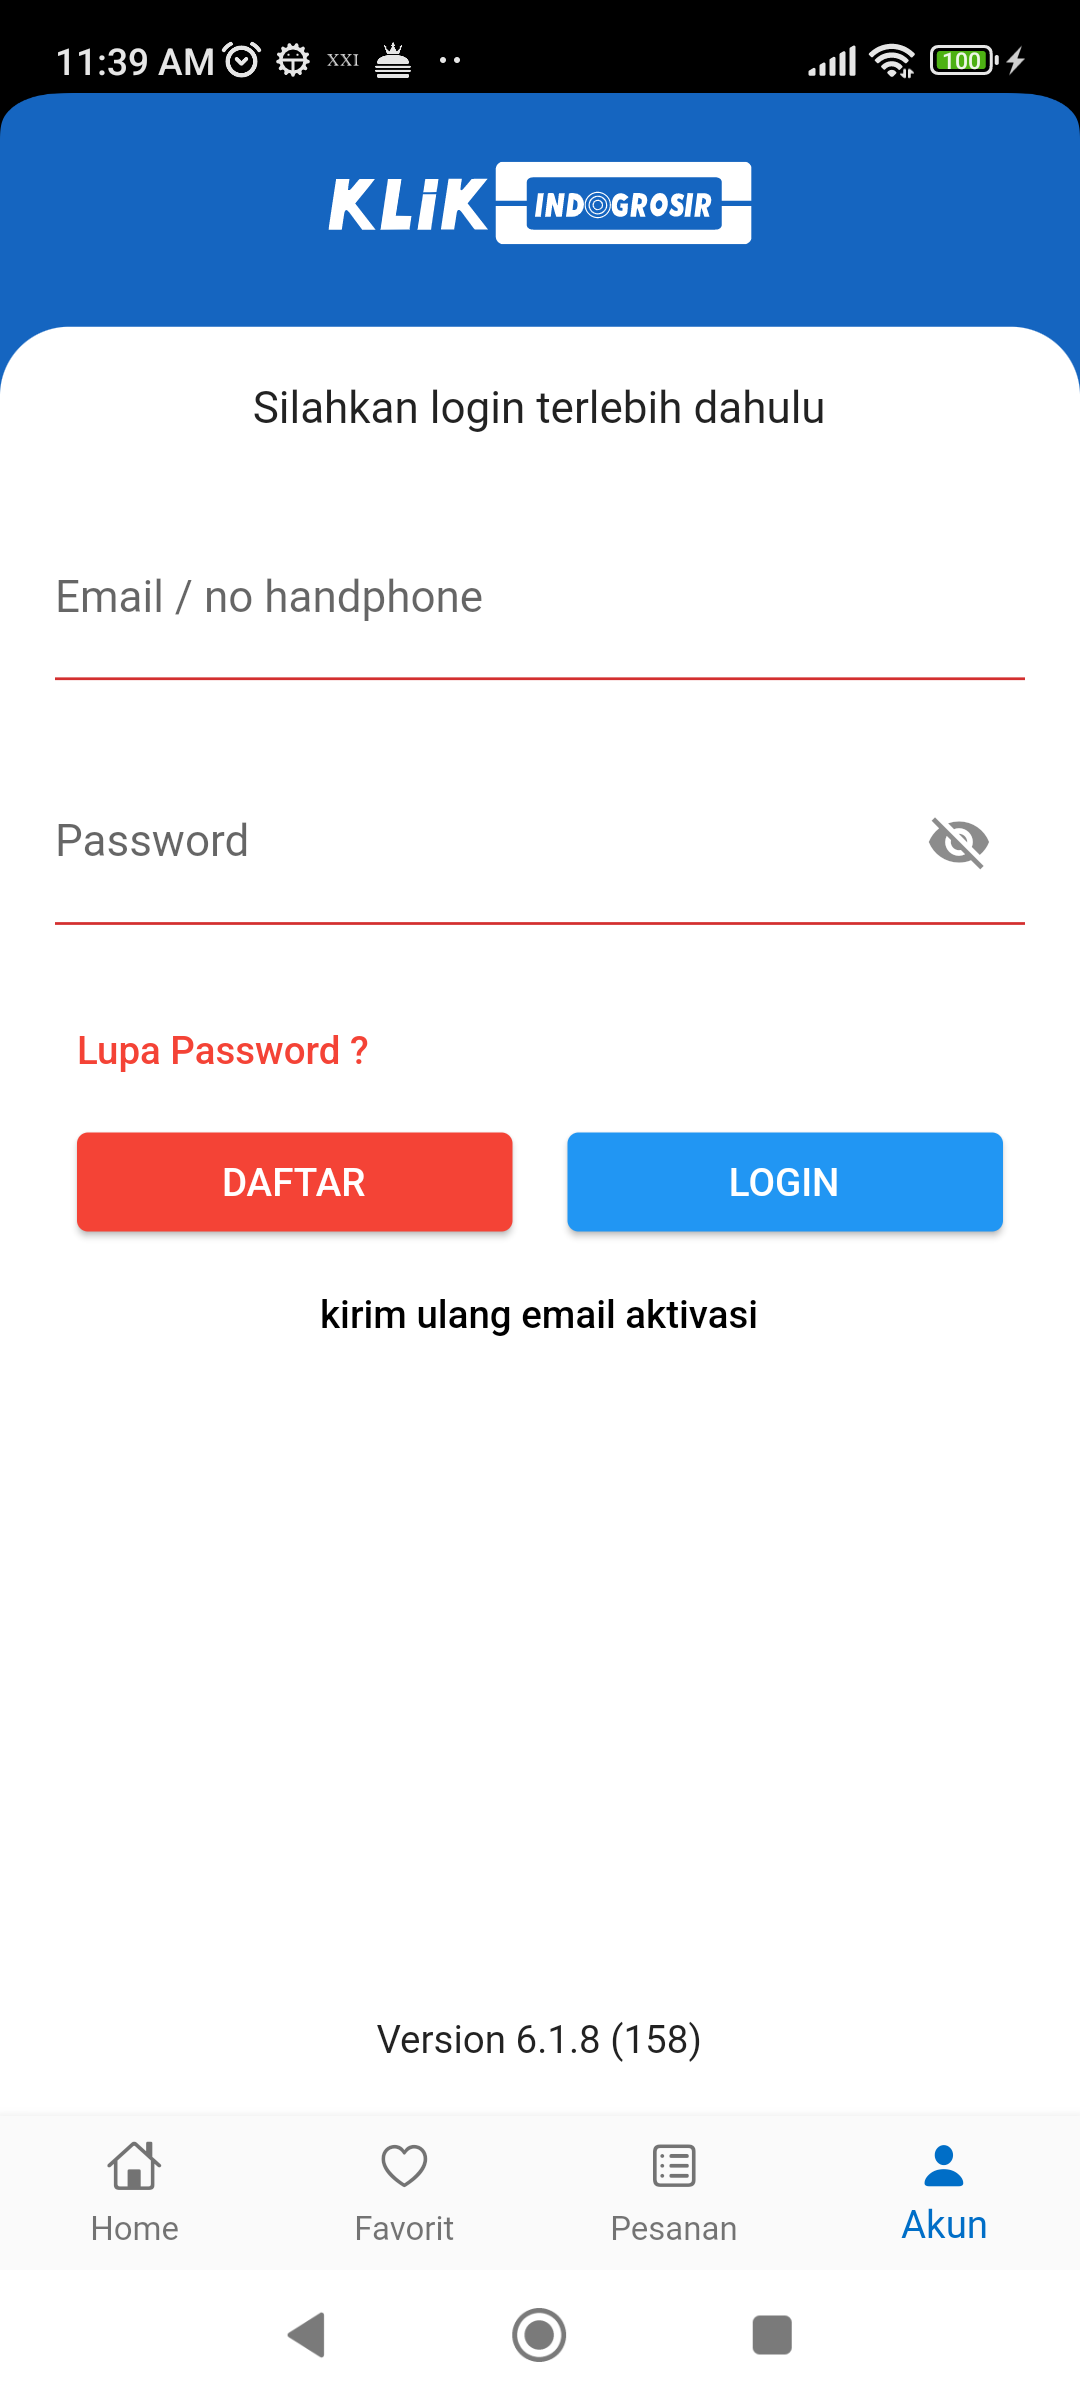 11:39 AM XXI 100
KLiK INDOGROSIR
Silahkan login terlebih dahulu
Email / no handphone
Password
Lupa Password ?
DAFTAR LOGIN
kirim ulang email aktivasi
Version 6.1.8 (158)
Home Favorit Pesanan Akun